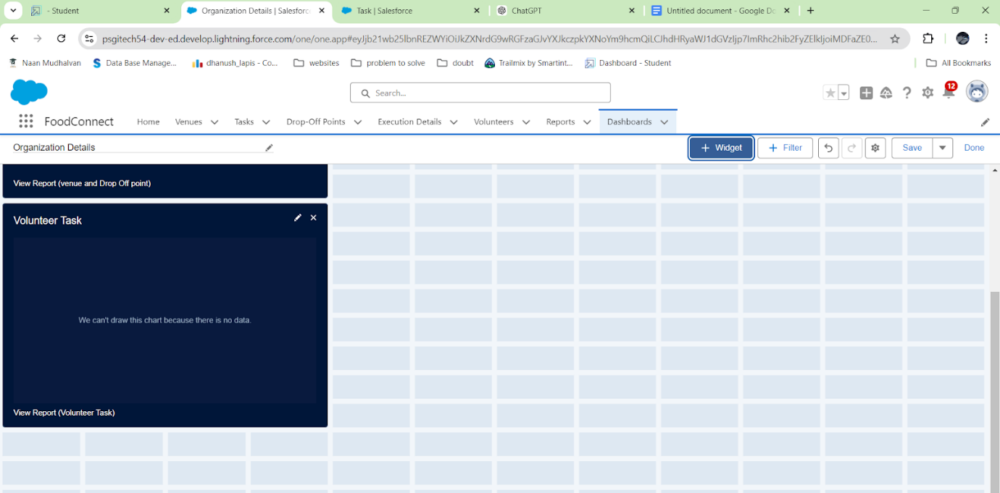 - Student
Organization Details | Salesforce
Task | Salesforce
ChatGPT
Untitled document - Google Do
psgitech54-dev-ed.develop.lightning.force.com/one/one.app#
Naan Mudhalvan
Data Base Manage...
dhanush_lapis - Co...
websites
problem to solve
doubt
Trailmix by Smartint...
Dashboard - Student
All Bookmarks
Search...
12
FoodConnect
Home
Venues
Tasks
Drop-Off Points
Execution Details
Volunteers
Reports
Dashboards
Organization Details
+ Widget
+ Filter
Save
Done
View Report (venue and Drop Off point)
Volunteer Task
We can't draw this chart because there is no data.
View Report (Volunteer Task)